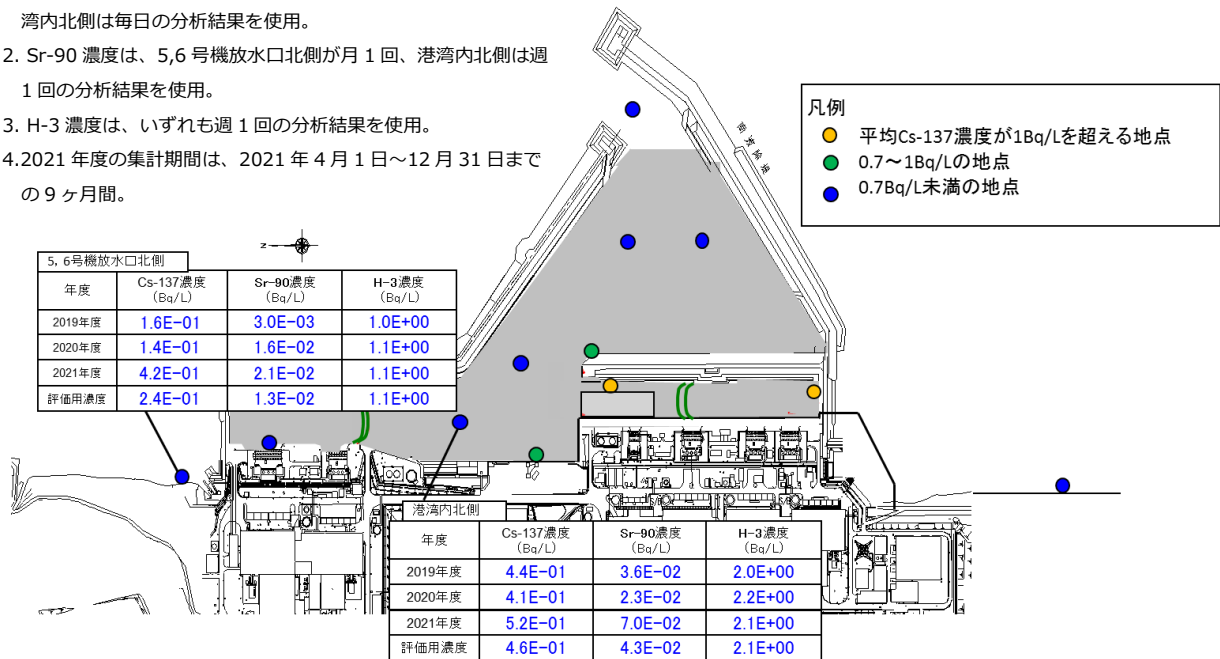 湾内北側は毎日の分析結果を使用。
2. Sr-90 濃度は、5,6 号機放水口北側が月 1 回、港湾内北側は週
1 回の分析結果を使用。
3. H-3 濃度は、いずれも週 1 回の分析結果を使用。
4.2021 年度の集計期間は、2021 年 4 月 1 日～12 月 31 日まで
の 9 ヶ月間。
凡例
平均Cs-137濃度が1Bq/Lを超える地点
0.7～1Bq/Lの地点
0.7Bq/L未満の地点
南突堤堤
z
5, 6号機放水口北側
年度 Cs-137濃度 (Bq/L) Sr-90濃度 (Bq/L) H-3濃度 (Bq/L)
2019年度 1.6E-01 3.0E-03 1.0E+00
2020年度 1.4E-01 1.6E-02 1.1E+00
2021年度 4.2E-01 2.1E-02 1.1E+00
評価用濃度 2.4E-01 1.3E-02 1.1E+00
港湾内北側
年度 Cs-137濃度 (Bq/L) Sr-90濃度 (Bq/L) H-3濃度 (Bq/L)
2019年度 4.4E-01 3.6E-02 2.0E+00
2020年度 4.1E-01 2.3E-02 2.2E+00
2021年度 5.2E-01 7.0E-02 2.1E+00
評価用濃度 4.6E-01 4.3E-02 2.1E+00